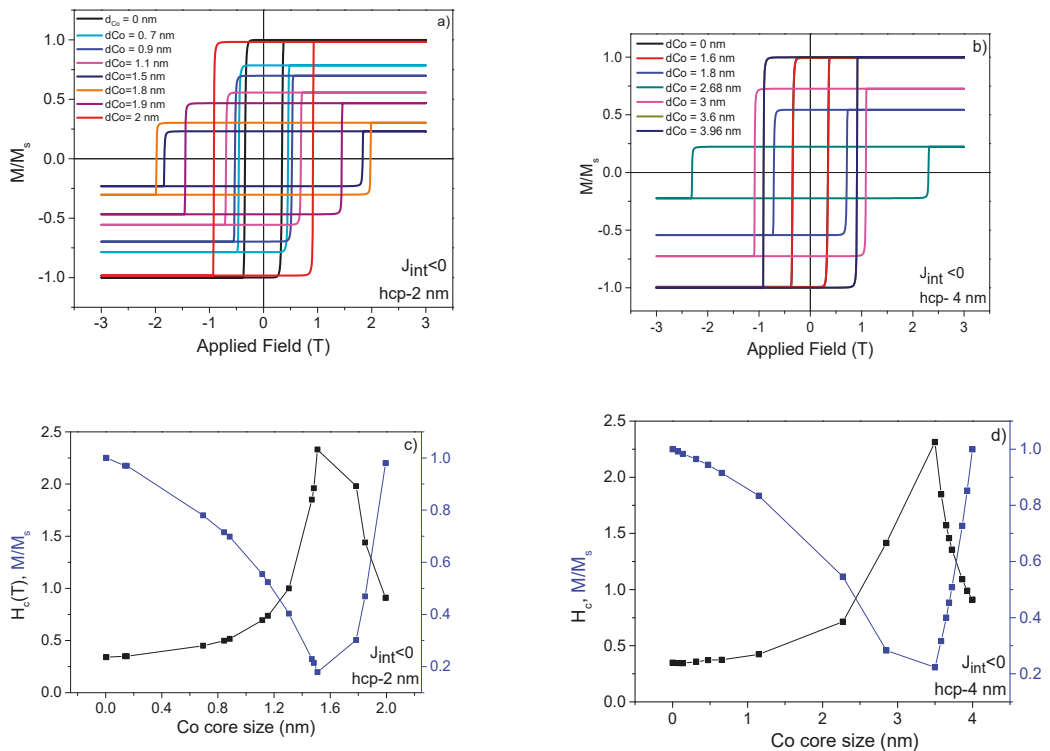 a)
d_Co = 0 nm
dCo = 0. 7 nm
dCo = 0.9 nm
dCo = 1.1 nm
dCo=1.5 nm
dCo=1.8 nm
dCo=1.9 nm
dCo= 2 nm
1.0
0.5
0.0
-0.5
-1.0
M/M_s
J_int<0
hcp-2 nm
-3 -2 -1 0 1 2 3
Applied Field (T)
b)
dCo = 0 nm
dCo = 1.6 nm
dCo = 1.8 nm
dCo = 2.68 nm
dCo = 3 nm
dCo = 3.6 nm
dCo = 3.96 nm
1.0
0.5
0.0
-0.5
-1.0
M/M_s
J_int<0
hcp- 4 nm
-3 -2 -1 0 1 2 3
Applied Field (T)
c)
2.5
2.0
1.5
1.0
0.5
0.0
H_c(T), M/M_s
1.0
0.8
0.6
0.4
0.2
J_int<0
hcp-2 nm
0.0 0.4 0.8 1.2 1.6 2.0
Co core size (nm)
d)
2.5
2.0
1.5
1.0
0.5
0.0
H_c, M/M_s
1.0
0.8
0.6
0.4
0.2
J_int<0
hcp-4 nm
0 1 2 3 4
Co core size (nm)